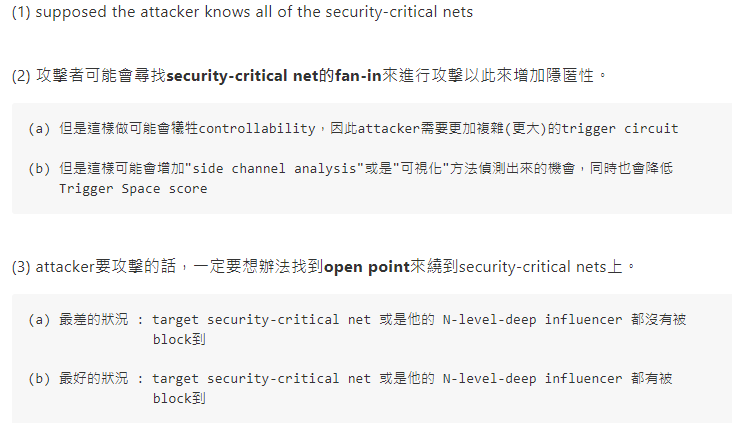 (1) supposed the attacker knows all of the security-critical nets
(2) 攻擊者可能會尋找security-critical net的fan-in來進行攻擊以此來增加隱匿性。
(a) 但是這樣做可能會犧牲controllability，因此attacker需要更加複雜(更大)的trigger circuit
(b) 但是這樣可能會增加"side channel analysis"或是"可視化"方法偵測出來的機會，同時也會降低
Trigger Space score
(3) attacker要攻擊的話，一定要想辦法找到open point來繞到security-critical nets上。
(a) 最差的狀況 : target security-critical net 或是他的 N-level-deep influencer 都沒有被
block到
(b) 最好的狀況 : target security-critical net 或是他的 N-level-deep influencer 都有被
block到